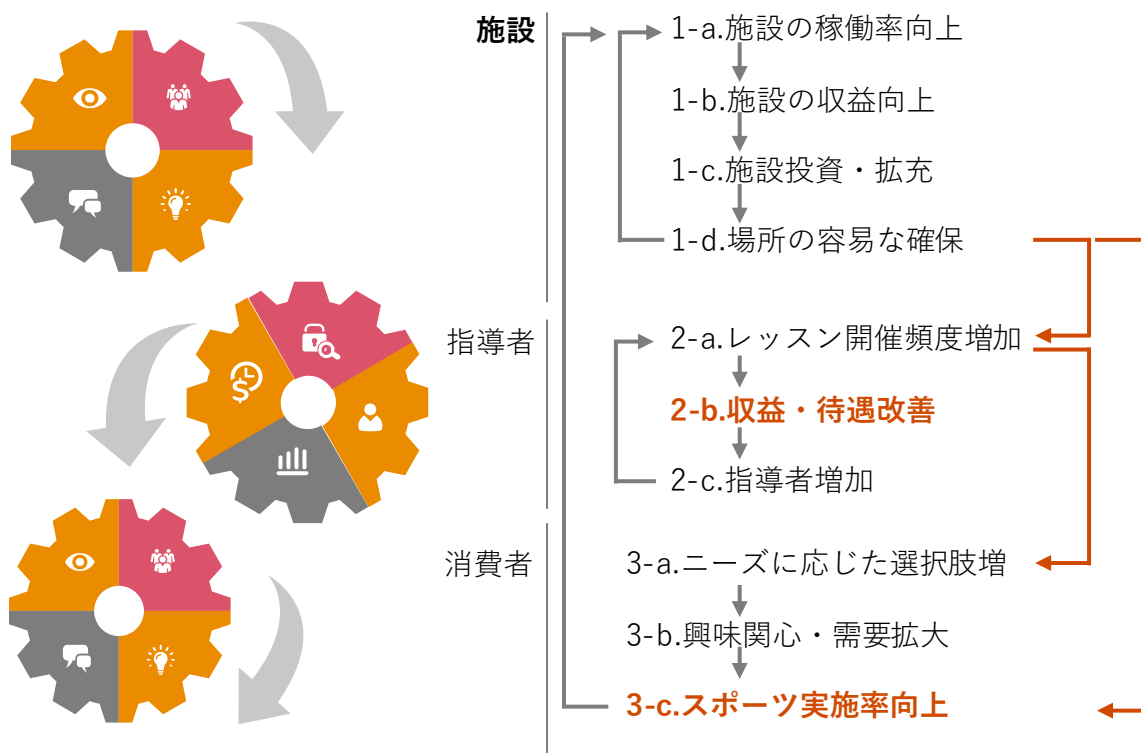 施設
1-a.施設の稼働率向上
1-b.施設の収益向上
1-c.施設投資・拡充
1-d.場所の容易な確保
指導者
2-a.レッスン開催頻度増加
2-b.収益・待遇改善
2-c.指導者増加
消費者
3-a.ニーズに応じた選択肢増
3-b.興味関心・需要拡大
3-c.スポーツ実施率向上